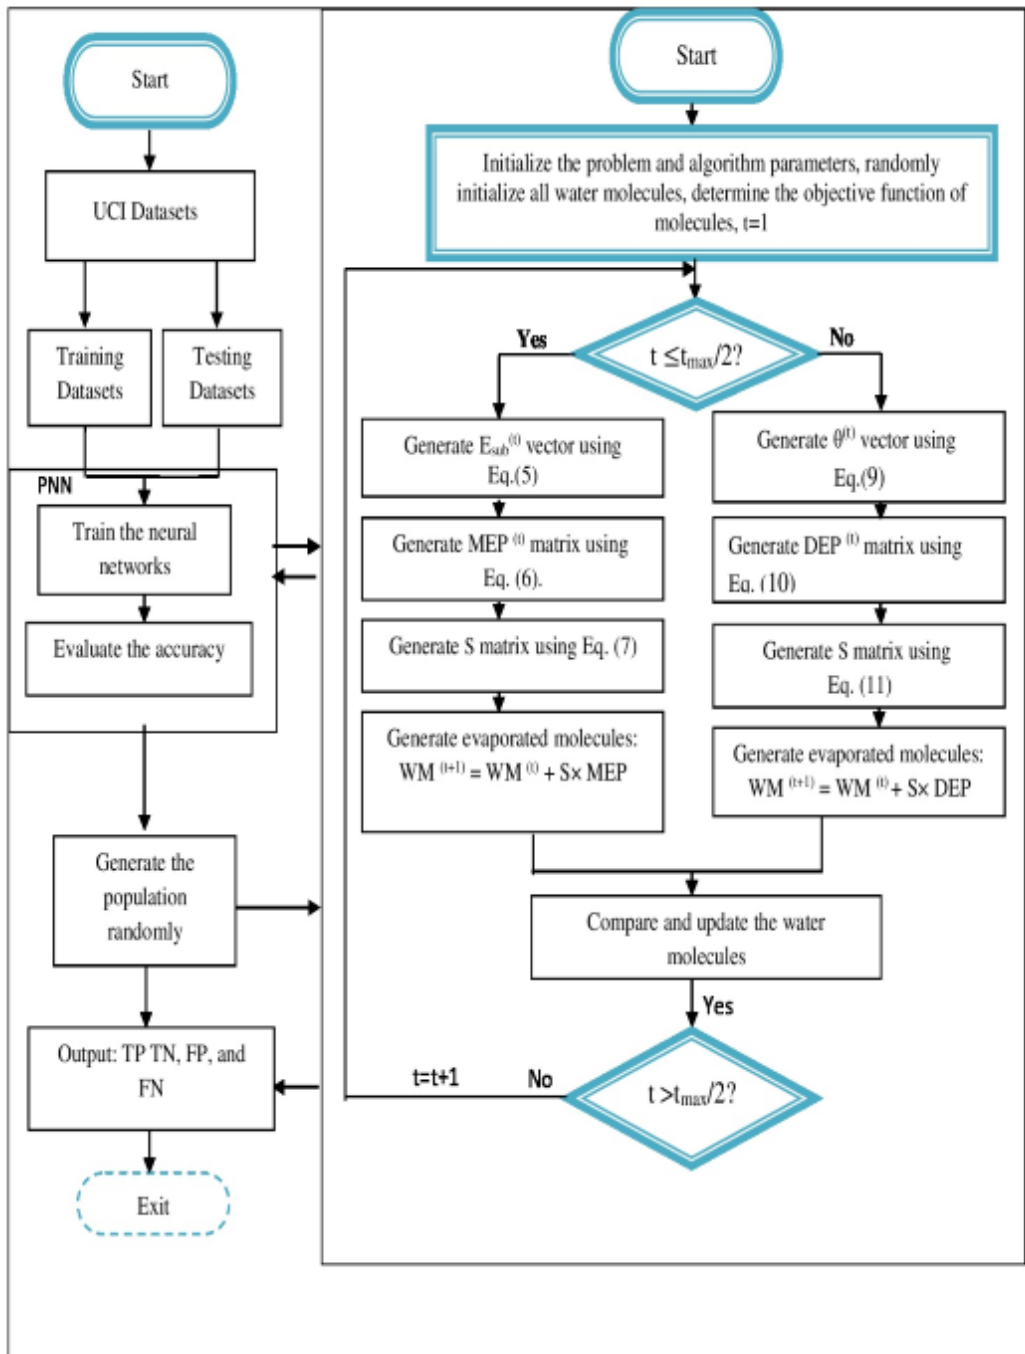 Start
UCI Datasets
Training
Datasets
Testing
Datasets
PNN
Train the neural
networks
Evaluate the accuracy
Generate the
population
randomly
Output: TP TN, FP, and
FN
Exit
Start
Initialize the problem and algorithm parameters, randomly
initialize all water molecules, determine the objective function of
molecules, t=1
Yes
t ≤t_max/2?
No
Generate E_sub^(t) vector using
Eq.(5)
Generate MEP ^(t) matrix using
Eq. (6).
Generate S matrix using Eq. (7)
Generate evaporated molecules:
WM ^(t+1) = WM ^(t) + S× MEP
Generate θ^(t) vector using
Eq.(9)
Generate DEP ^(t) matrix using
Eq. (10)
Generate S matrix using
Eq. (11)
Generate evaporated molecules:
WM ^(t+1) = WM ^(t) + S× DEP
Compare and update the water
molecules
Yes
t >t_max/2?
No
t=t+1